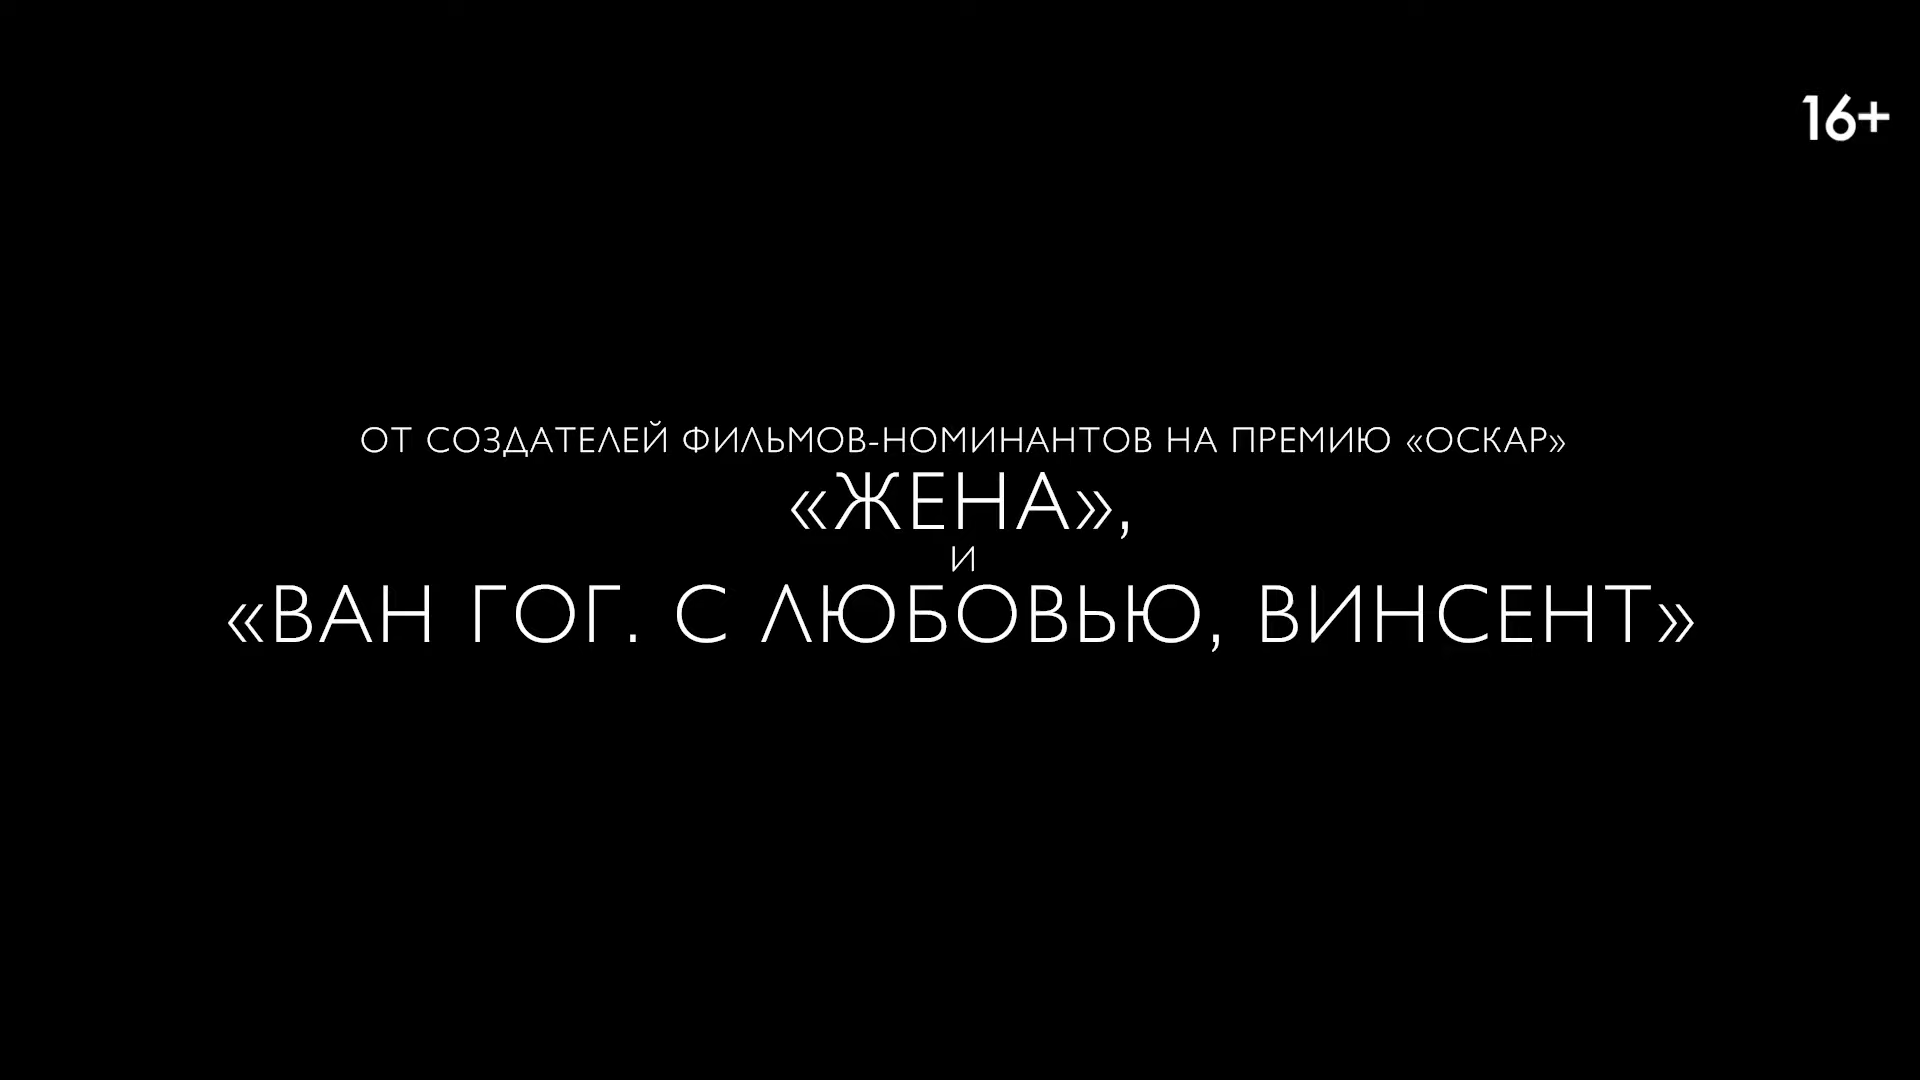 16+
ОТ СОЗДАТЕЛЕЙ ФИЛЬМОВ-НОМИНАНТОВ НА ПРЕМИЮ «ОСКАР»
«ЖЕНА»,
И
«ВАН ГОГ. С ЛЮБОВЬЮ, ВИНСЕНТ»